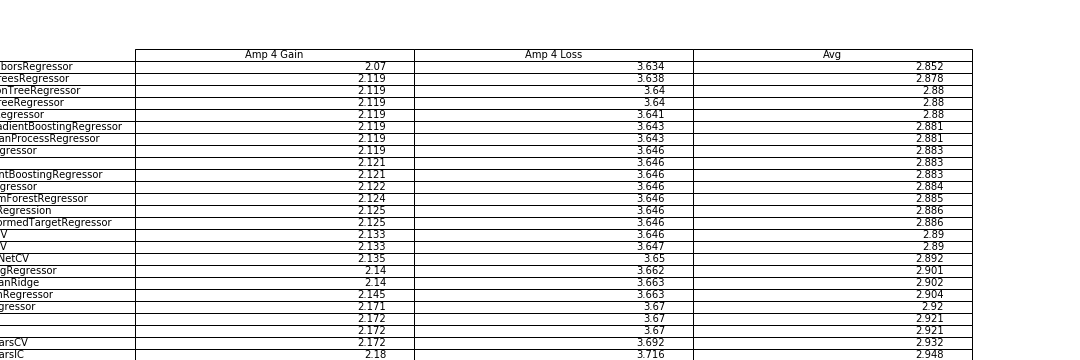 Amp 4 Gain Amp 4 Loss Avg
borsRegressor 2.07 3.634 2.852
reesRegressor 2.119 3.638 2.878
onTreeRegressor 2.119 3.64 2.88
reeRegressor 2.119 3.64 2.88
egressor 2.119 3.641 2.88
adientBoostingRegressor 2.119 3.643 2.881
anProcessRegressor 2.119 3.643 2.881
gressor 2.119 3.646 2.883
2.121 3.646 2.883
ntBoostingRegressor 2.121 3.646 2.883
gressor 2.122 3.646 2.884
mForestRegressor 2.124 3.646 2.885
Regression 2.125 3.646 2.886
ormedTargetRegressor 2.125 3.646 2.886
V 2.133 3.646 2.89
V 2.133 3.647 2.89
NetCV 2.135 3.65 2.892
gRegressor 2.14 3.662 2.901
anRidge 2.14 3.663 2.902
nRegressor 2.145 3.663 2.904
gressor 2.171 3.67 2.92
2.172 3.67 2.921
2.172 3.67 2.921
arsCV 2.172 3.692 2.932
arsIC 2.18 3.716 2.948